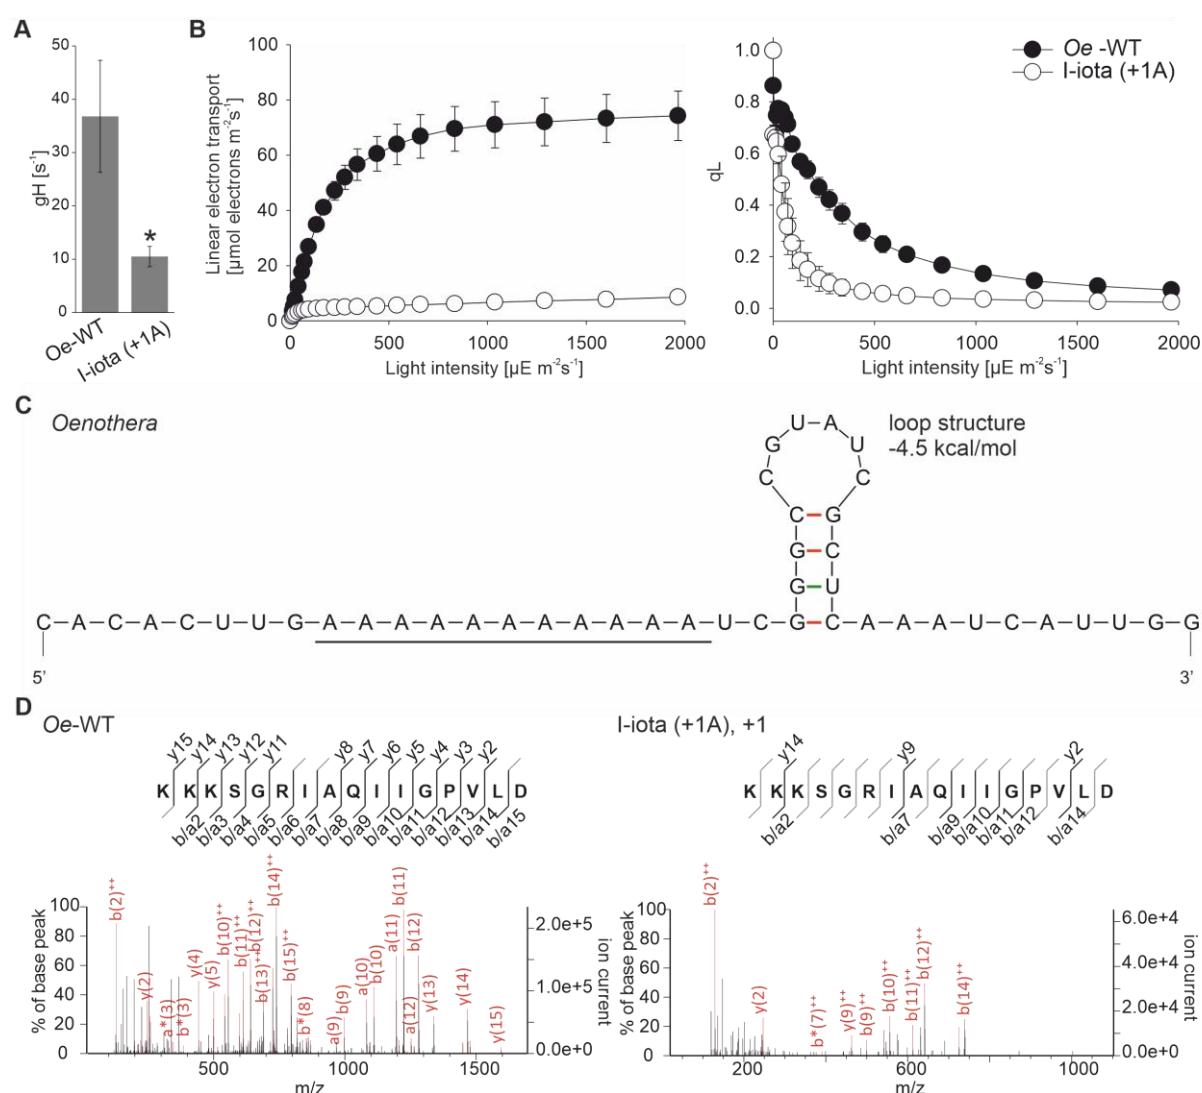 A
gH [s⁻¹]
50
40
30
20
10
0
*
Oe-WT
I-iota (+1A)
B
Linear electron transport
[µmol electrons m⁻²s⁻¹]
100
80
60
40
20
0
0 500 1000 1500 2000
Light intensity [µE m⁻²s⁻¹]
qL
1.0
0.8
0.6
0.4
0.2
0.0
0 500 1000 1500 2000
Light intensity [µE m⁻²s⁻¹]
Oe -WT
I-iota (+1A)
C
Oenothera
loop structure
-4.5 kcal/mol
U A
G U
C C
C G
G C
G U
C A C A C U U G A A A A A A A A A A A U C G C A A A U C A U U G G
5' 3'
D
Oe-WT
y15 y14 y13 y12 y11 y8 y7 y6 y5 y4 y3 y2
K K K S G R I A Q I I G P V L D
b/a2 b/a3 b/a4 b/a5 b/a6 b/a7 b/a8 b/a9 b/a10 b/a11 b/a12 b/a13 b/a14 b/a15
% of base peak
100
80
60
40
20
0
b(2)⁺⁺
y(2)
a*(3)
b*(3)
y(4)
y(5)
b(10)⁺⁺
b(11)⁺⁺
b(12)⁺⁺
b(13)⁺⁺
b(14)⁺⁺
b(15)⁺⁺
b*(8)
a(9)
b(9)
a(10)
b(10)
a(11)
b(11)
a(12)
b(12)
y(13)
y(14)
y(15)
2.0e+5
1.0e+5
0.0e+0
ion current
500 1000 1500
m/z
I-iota (+1A), +1
y14 y9 y2
K K K S G R I A Q I I G P V L D
b/a2 b/a7 b/a9 b/a10 b/a11 b/a12 b/a14
% of base peak
100
80
60
40
20
0
b(2)⁺⁺
y(2)
b*(7)⁺⁺
y(9)⁺⁺
b(9)⁺⁺
b(10)⁺⁺
b(11)⁺⁺
b(12)⁺⁺
b(14)⁺⁺
6.0e+4
4.0e+4
2.0e+4
0.0e+0
ion current
200 600 1000
m/z